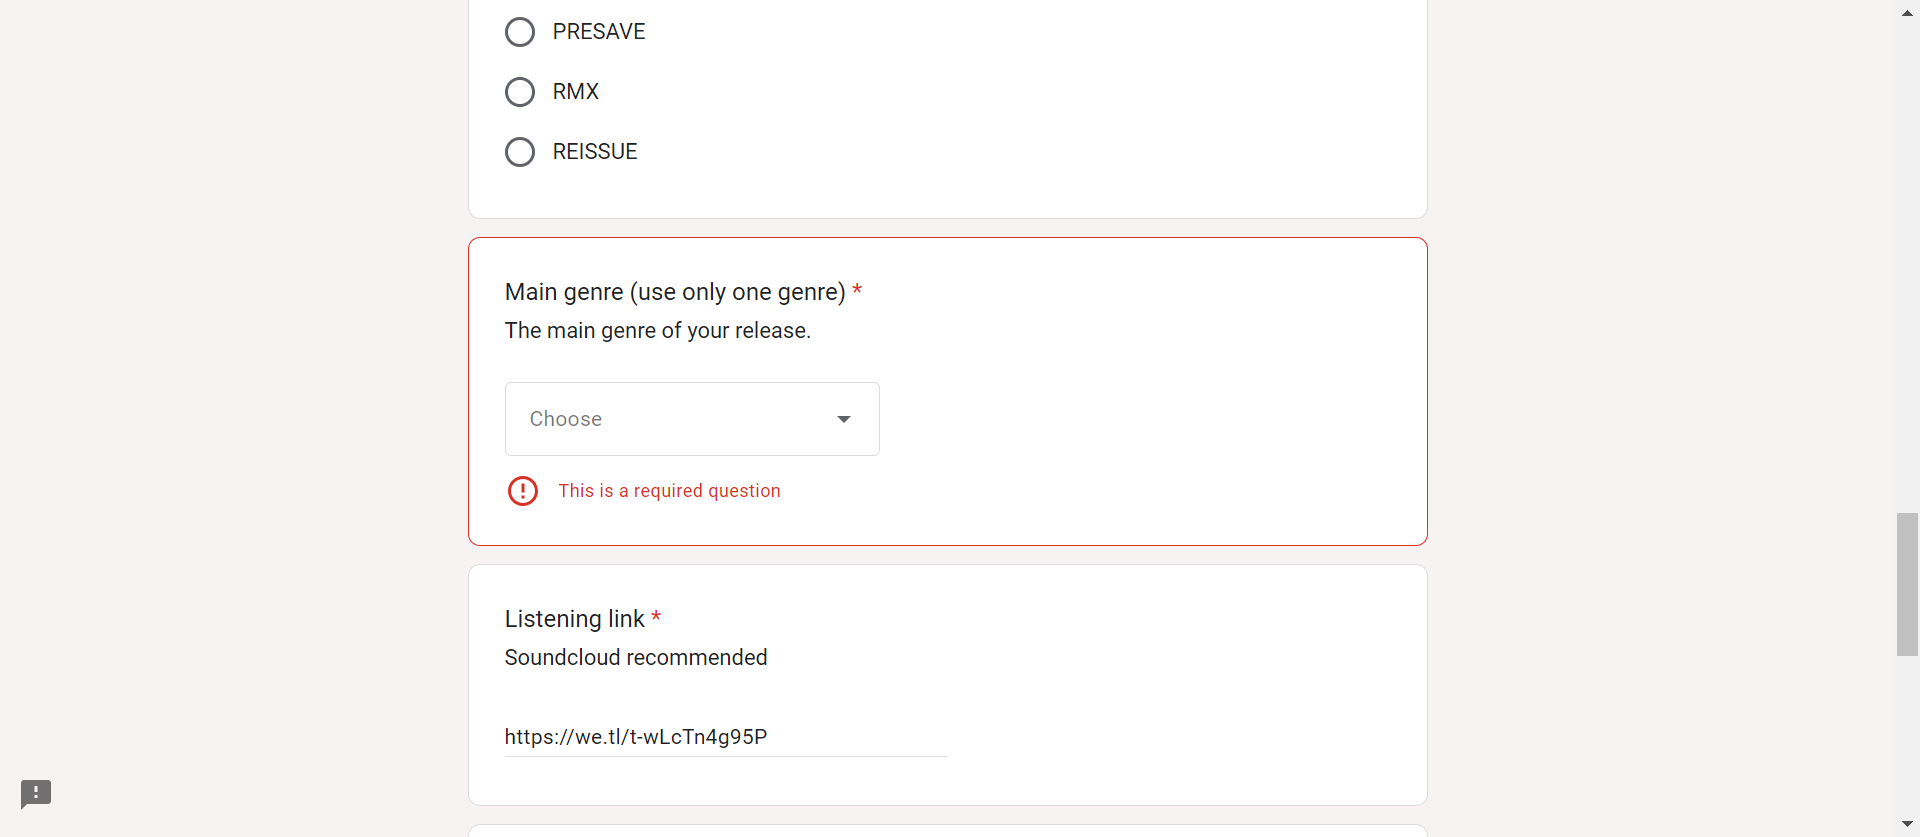 PRESAVE
RMX
REISSUE
Main genre (use only one genre) *
The main genre of your release.
Choose
This is a required question
Listening link *
Soundcloud recommended
https://we.tl/t-wLcTn4g95P